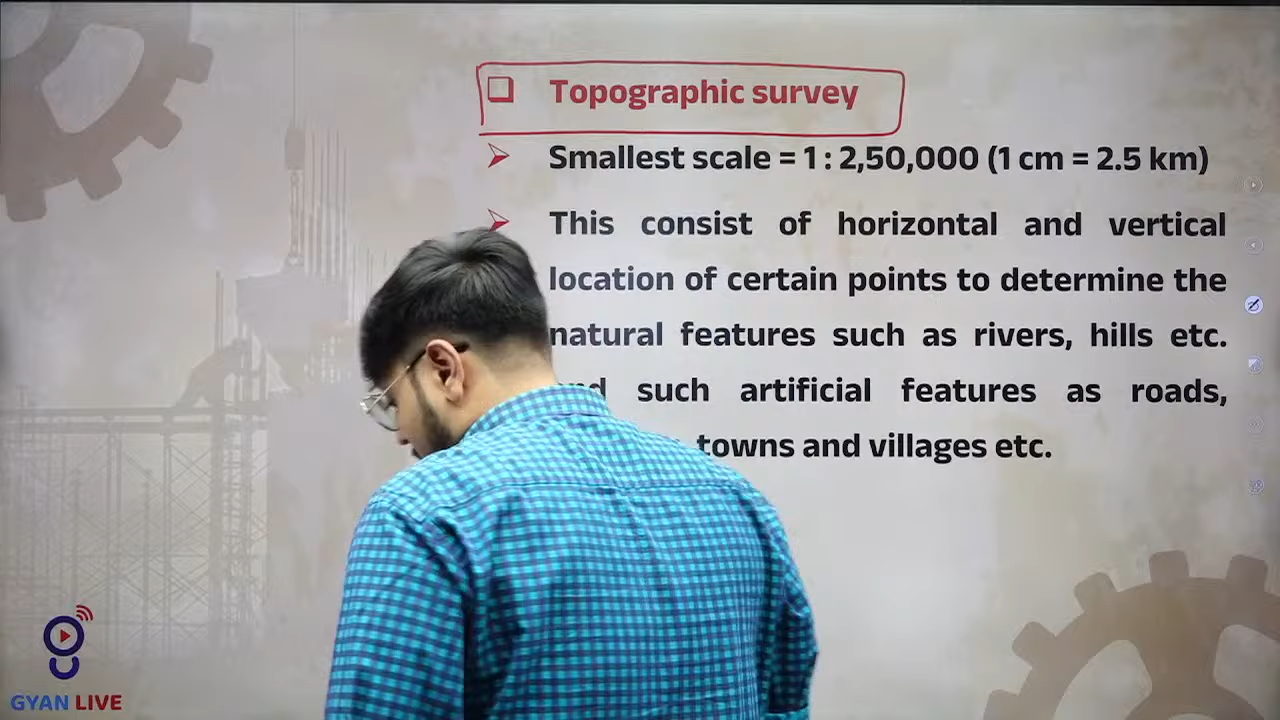 Topographic survey
Smallest scale = 1 : 2,50,000 (1 cm = 2.5 km)
This consist of horizontal and vertical
location of certain points to determine the
natural features such as rivers, hills etc.
such artificial features as roads,
towns and villages etc.
GYAN LIVE